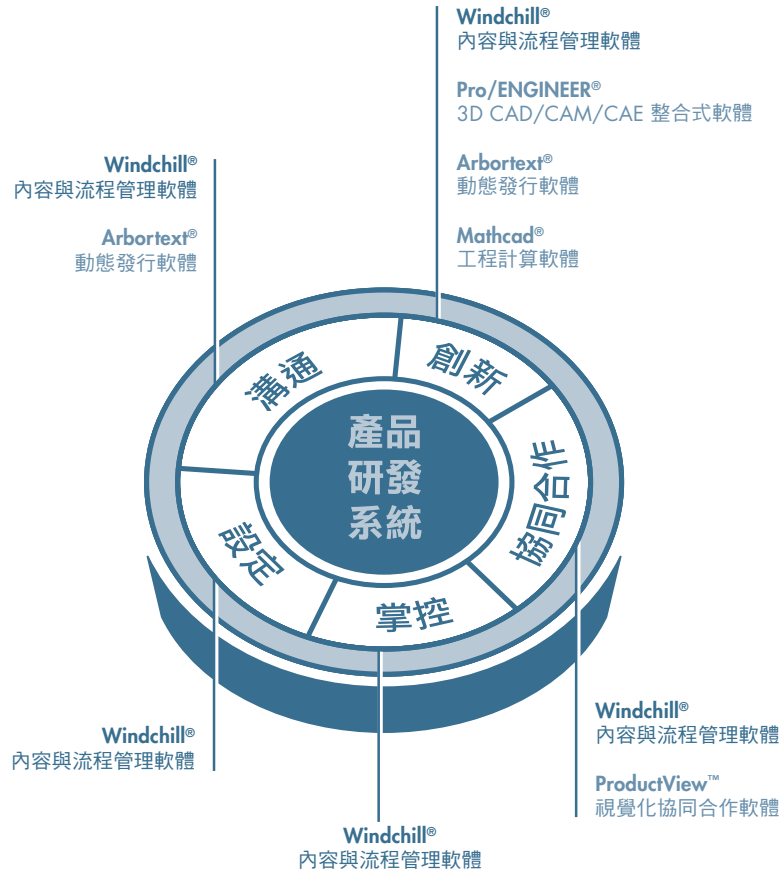 Windchill®
內容與流程管理軟體
Pro/ENGINEER®
3D CAD/CAM/CAE 整合式軟體
Arbortext®
動態發行軟體
Mathcad®
工程計算軟體
Windchill®
內容與流程管理軟體
Arbortext®
動態發行軟體
溝通
創新
協同合作
掌控
設定
產品
研發
系統
Windchill®
內容與流程管理軟體
ProductView™
視覺化協同合作軟體
Windchill®
內容與流程管理軟體
Windchill®
內容與流程管理軟體